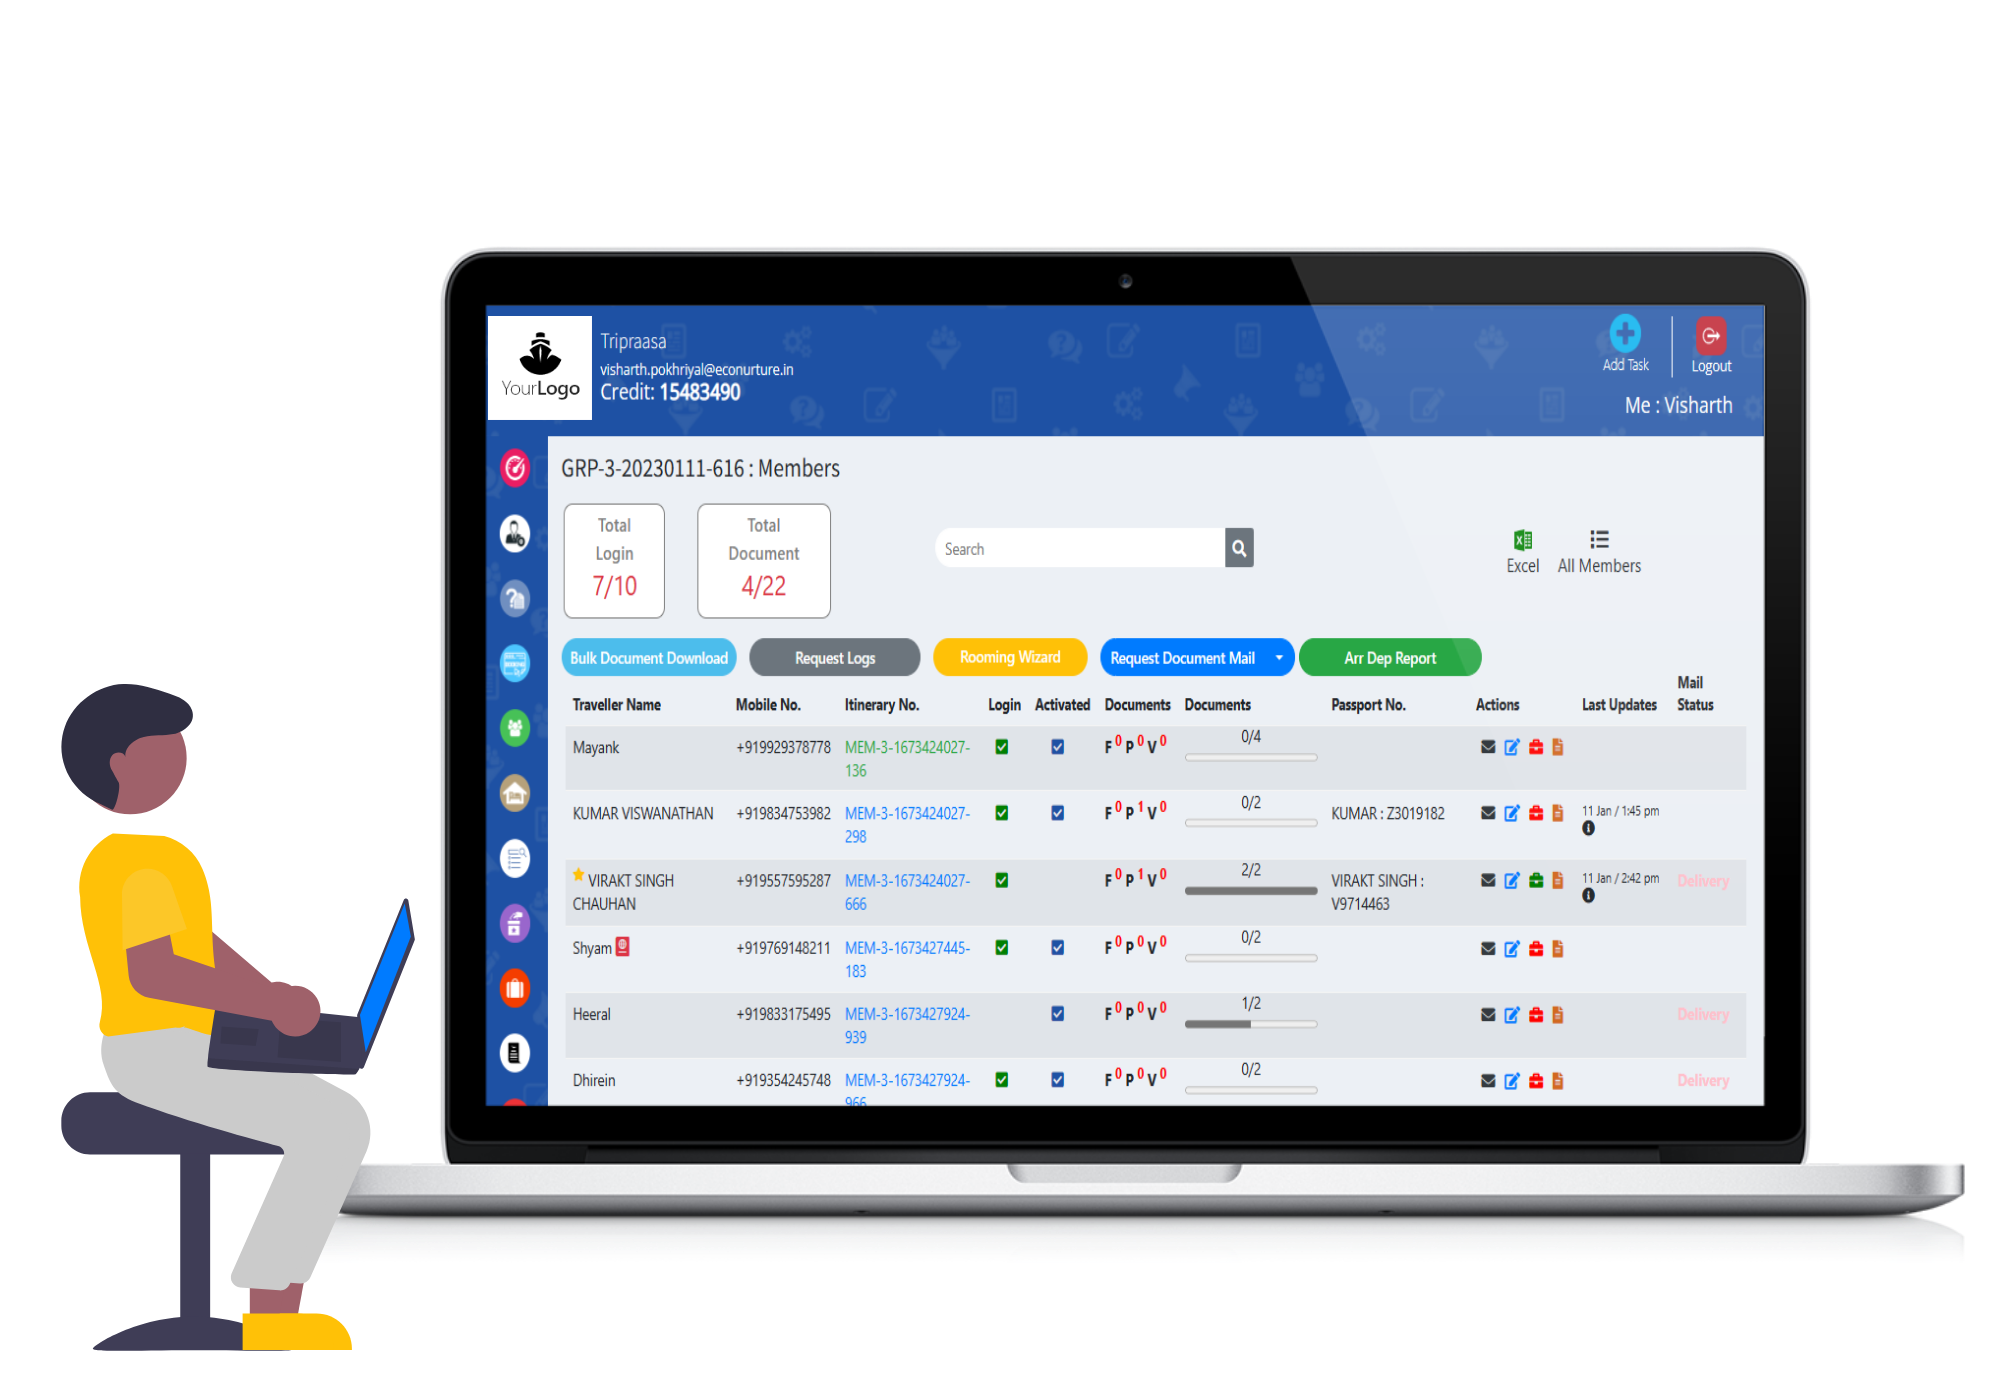 YourLogo
Tripraasa
visharth.pokhriyal@econurture.in
Credit: 15483490
Add Task
Logout
Me : Visharth
GRP-3-20230111-616 : Members
Total Login 7/10
Total Document 4/22
Search
Excel
All Members
Bulk Document Download Request Logs Rooming Wizard Request Document Mail Arr Dep Report
Traveller Name Mobile No. Itinerary No. Login Activated Documents Documents Passport No. Actions Last Updates Mail Status
Mayank +919929378778 MEM-3-1673424027-136 F 0 P 0 V 0 0/4
KUMAR VISWANATHAN +919834753982 MEM-3-1673424027-298 F 0 P 1 V 0 0/2 KUMAR : Z3019182 11 Jan / 1:45 pm
VIRAKT SINGH CHAUHAN +919557595287 MEM-3-1673424027-666 F 0 P 1 V 0 2/2 VIRAKT SINGH : V9714463 11 Jan / 2:42 pm Delivery
Shyam +919769148211 MEM-3-1673427445-183 F 0 P 0 V 0 0/2
Heeral +919833175495 MEM-3-1673427924-939 F 0 P 0 V 0 1/2 Delivery
Dhirein +919354245748 MEM-3-1673427924-966 F 0 P 0 V 0 0/2 Delivery